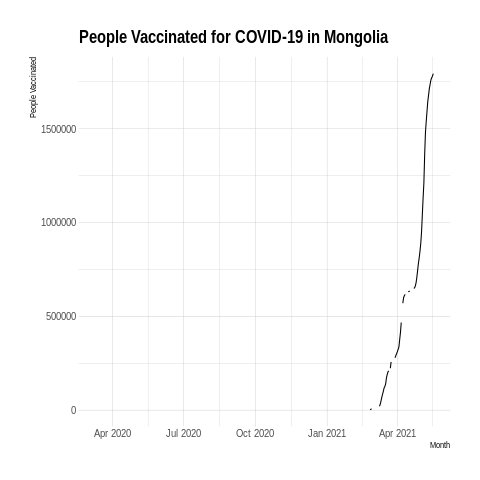 People Vaccinated for COVID-19 in Mongolia
People Vaccinated
1500000
1000000
500000
0
Apr 2020 Jul 2020 Oct 2020 Jan 2021 Apr 2021
Month